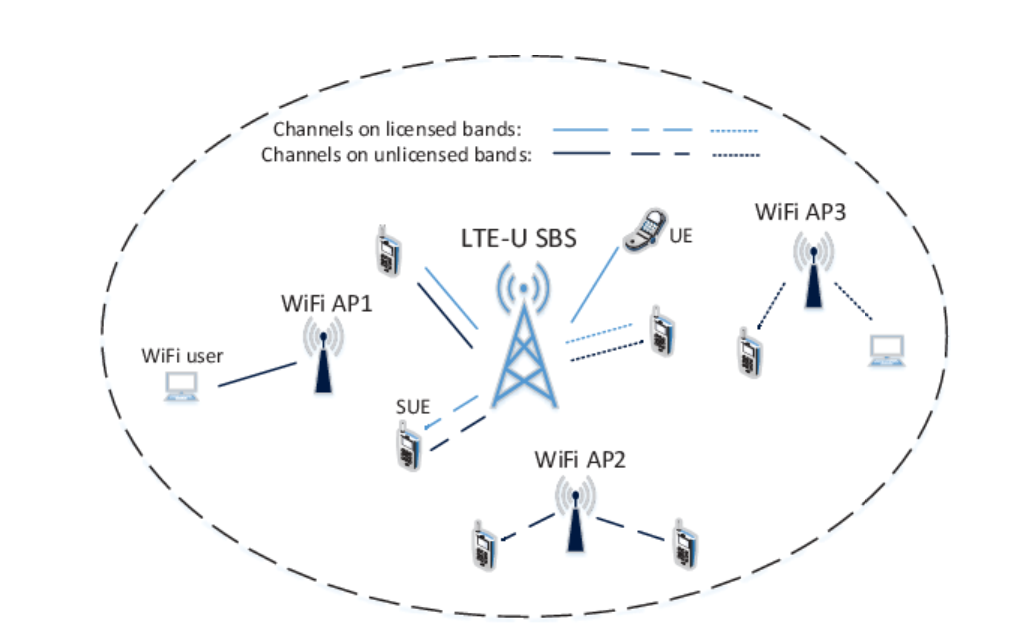 Channels on licensed bands:
Channels on unlicensed bands:
WiFi AP3
UE
LTE-U SBS
WiFi AP1
WiFi user
SUE
WiFi AP2